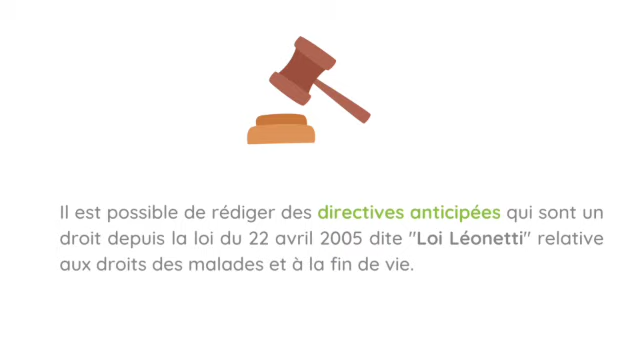 Il est possible de rédiger des directives anticipées qui sont un
droit depuis la loi du 22 avril 2005 dite "Loi Léonetti" relative
aux droits des malades et à la fin de vie.